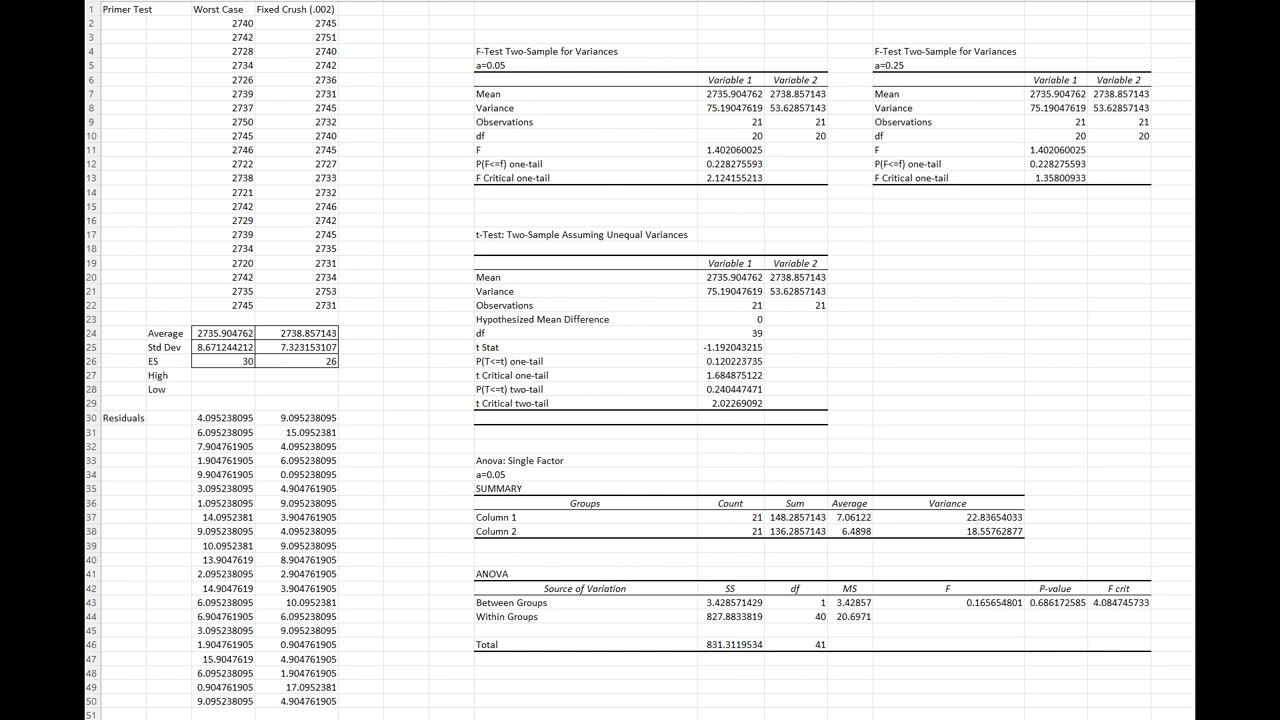 1 Primer Test Worst Case Fixed Crush (.002)
2 2740 2745
3 2742 2751
4 2728 2740 F-Test Two-Sample for Variances F-Test Two-Sample for Variances
5 2734 2742 a=0.05 a=0.25
6 2726 2736 Variable 1 Variable 2 Variable 1 Variable 2
7 2739 2731 Mean 2735.904762 2738.857143 Mean 2735.904762 2738.857143
8 2737 2745 Variance 75.19047619 53.62857143 Variance 75.19047619 53.62857143
9 2750 2732 Observations 21 21 Observations 21 21
10 2745 2740 df 20 20 df 20 20
11 2746 2745 F 1.402060025 F 1.402060025
12 2722 2727 P(F<=f) one-tail 0.228275593 P(F<=f) one-tail 0.228275593
13 2738 2733 F Critical one-tail 2.124155213 F Critical one-tail 1.35800933
14 2721 2732
15 2742 2746
16 2729 2742
17 2739 2745 t-Test: Two-Sample Assuming Unequal Variances
18 2734 2735
19 2720 2731 Variable 1 Variable 2
20 2742 2734 Mean 2735.904762 2738.857143
21 2735 2753 Variance 75.19047619 53.62857143
22 2745 2731 Observations 21 21
23 Hypothesized Mean Difference 0
24 Average 2735.904762 2738.857143 df 39
25 Std Dev 8.671244212 7.323153107 t Stat -1.192043215
26 ES 30 26 P(T<=t) one-tail 0.120223735
27 High t Critical one-tail 1.684875122
28 Low P(T<=t) two-tail 0.240447471
29 t Critical two-tail 2.02269092
30 Residuals 4.095238095 9.095238095
31 6.095238095 15.0952381
32 7.904761905 4.095238095
33 1.904761905 6.095238095 Anova: Single Factor
34 9.904761905 0.095238095 a=0.05
35 3.095238095 4.904761905 SUMMARY
36 1.095238095 9.095238095 Groups Count Sum Average Variance
37 14.0952381 3.904761905 Column 1 21 148.2857143 7.06122 22.83654033
38 9.095238095 4.095238095 Column 2 21 136.2857143 6.4898 18.55762877
39 10.0952381 9.095238095
40 13.9047619 8.904761905
41 2.095238095 2.904761905 ANOVA
42 14.9047619 3.904761905 Source of Variation SS df MS F P-value F crit
43 6.095238095 10.0952381 Between Groups 3.428571429 1 3.42857 0.165654801 0.686172585 4.084745733
44 6.904761905 6.095238095 Within Groups 827.8833819 40 20.6971
45 3.095238095 9.095238095
46 1.904761905 0.904761905 Total 831.3119534 41
47 15.9047619 4.904761905
48 6.095238095 1.904761905
49 0.904761905 17.0952381
50 9.095238095 4.904761905
51